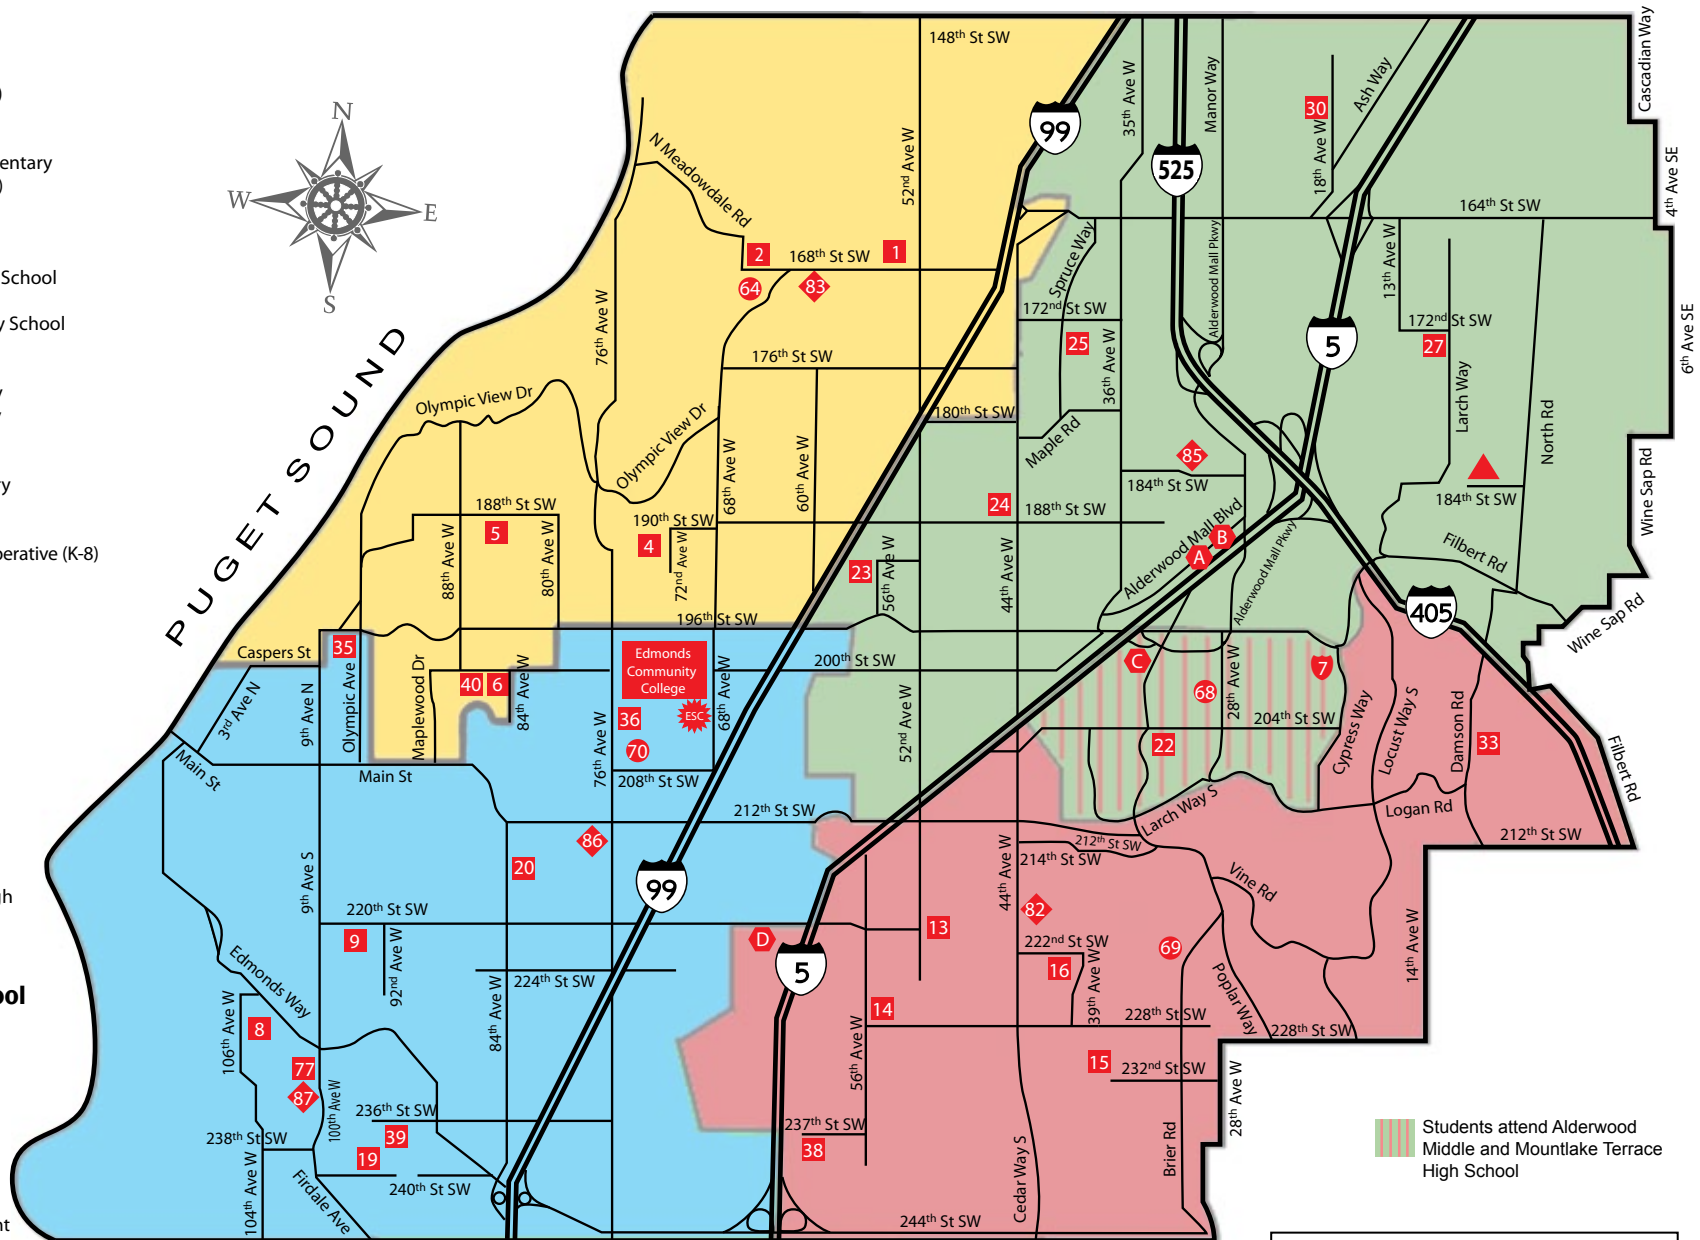 )
entary
)
School
y School
y
ry
perative (K-8)
gh
ool
nt
N
W
E
S
PUGET SOUND
148th St SW
52nd Ave W
99
35th Ave W
525
Manor Way
30
18th Ave W
Ash Way
Cascadian Way
4th Ave SE
6th Ave SE
164th St SW
N Meadowdale Rd
2
168th St SW
1
64
83
76th Ave W
176th St SW
Spruce Way
172nd St SW
25
36th Ave W
Alderwood Mall Pkwy
5
13th Ave W
172nd St SW
27
Larch Way
North Rd
Olympic View Dr
Olympic View Dr
68th Ave W
60th Ave W
180th St SW
Maple Rd
85
184th St SW
184th St SW
Wine Sap Rd
188th St SW
5
88th Ave W
80th Ave W
190th St SW
4
72nd Ave W
24
188th St SW
23
56th Ave W
44th Ave W
Alderwood Mall Blvd
B
A
Alderwood Mall Pkwy
Filbert Rd
405
Wine Sap Rd
196th St SW
Caspers St
35
Olympic Ave
Maplewood Dr
40
6
84th Ave W
Edmonds
Community
College
ESC
36
70
68th Ave W
200th St SW
C
68
28th Ave W
7
204th St SW
22
Cypress Way
Locust Way S
Damson Rd
33
Filbert Rd
3rd Ave N
9th Ave N
Main St
Main St
76th Ave W
208th St SW
52nd Ave W
212th St SW
Larch Way S
Logan Rd
212th St SW
86
20
99
9th Ave S
212th St SW
214th St SW
44th Ave W
Vine Rd
82
220th St SW
9
92nd Ave W
D
5
13
222nd St SW
16
39th Ave W
69
Poplar Way
14th Ave W
Edmonds Way
224th St SW
84th Ave W
106th Ave W
8
14
56th Ave W
228th St SW
228th St SW
77
87
100th Ave W
15
232nd St SW
28th Ave W
236th St SW
39
19
237th St SW
38
238th St SW
104th Ave W
Firdale Ave
240th St SW
Cedar Way S
Brier Rd
244th St SW
Students attend Alderwood
Middle and Mountlake Terrace
High School